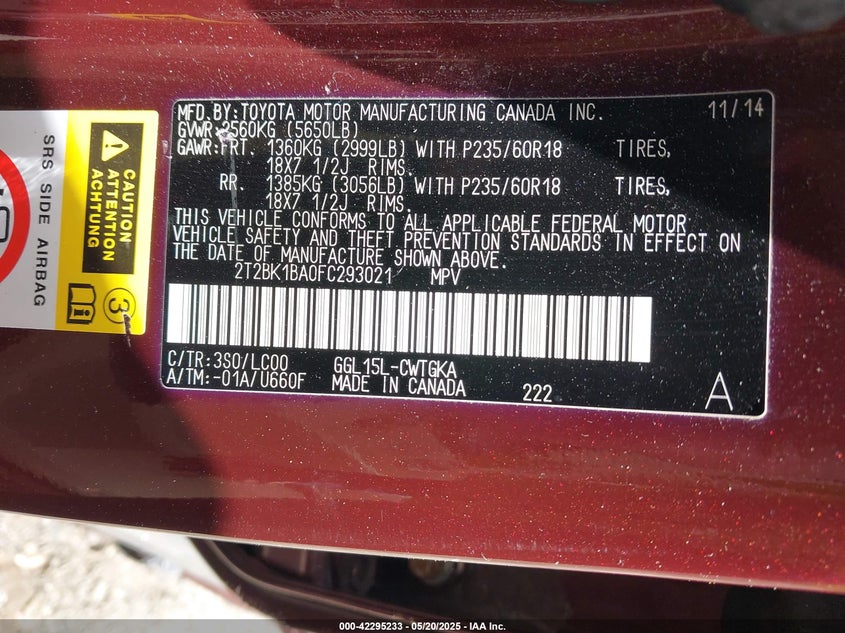 MFD.BY:TOYOTA MOTOR MANUFACTURING CANADA INC. 11/14
GVWR:2560KG (5650LB)
GAWR:FRT. 1360KG (2999LB) WITH P235/60R18 TIRES,
18X7 1/2J RIMS.
RR. 1385KG (3056LB) WITH P235/60R18 TIRES,
18X7 1/2J RIMS.
THIS VEHICLE CONFORMS TO ALL APPLICABLE FEDERAL MOTOR
VEHICLE SAFETY AND THEFT PREVENTION STANDARDS IN EFFECT ON
THE DATE OF MANUFACTURE SHOWN ABOVE.
2T2BK1BA0FC293021 MPV
C/TR:3S0/LC00 GGL15L-CWTGKA
A/TM:-01A/U660F MADE IN CANADA 222 A
SRS SIDE AIRBAG
CAUTION
ATTENTION
ACHTUNG
3
000-42295233 - 05/20/2025 - IAA Inc.